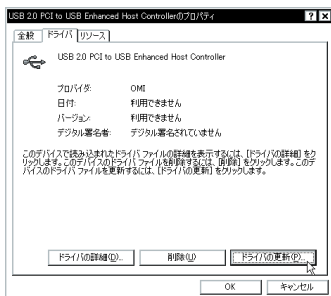 USB 2.0 PCI to USB Enhanced Host Controllerのプロパティ
全般 ドライバ リソース
USB 2.0 PCI to USB Enhanced Host Controller
プロバイダ: OMI
日付: 利用できません
バージョン: 利用できません
デジタル署名者: デジタル署名されていません
このデバイスで読み込まれたドライバ ファイルの詳細を表示するには、[ドライバの詳細] をク
リックします。このデバイスのドライバ ファイルを削除するには、[削除] をクリックします。このデ
バイスのドライバ ファイルを更新するには、[ドライバの更新] をクリックします。
ドライバの詳細(D)... 削除(U) ドライバの更新(P)...
OK キャンセル